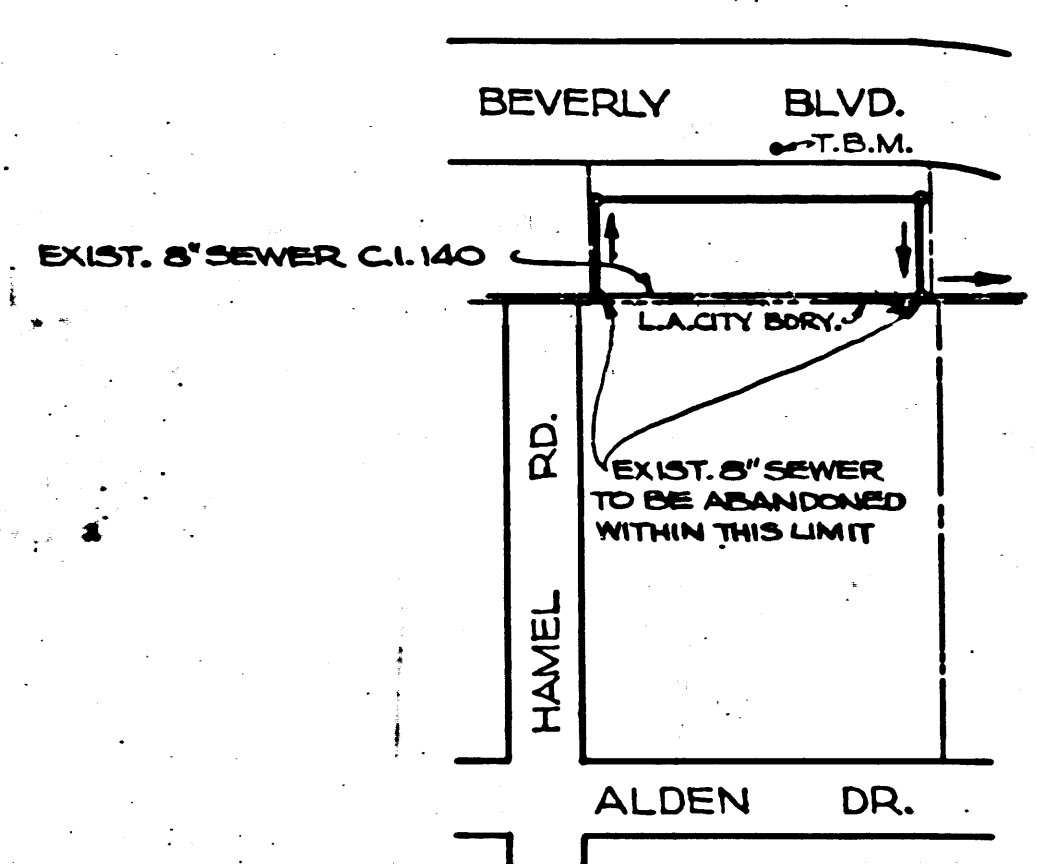 BEVERLY BLVD.
T.B.M.
EXIST. 8" SEWER C.I. 140
L.A. CITY BDRY.
EXIST. 8" SEWER
TO BE ABANDONED
WITHIN THIS LIMIT
HAMEL RD.
ALDEN DR.